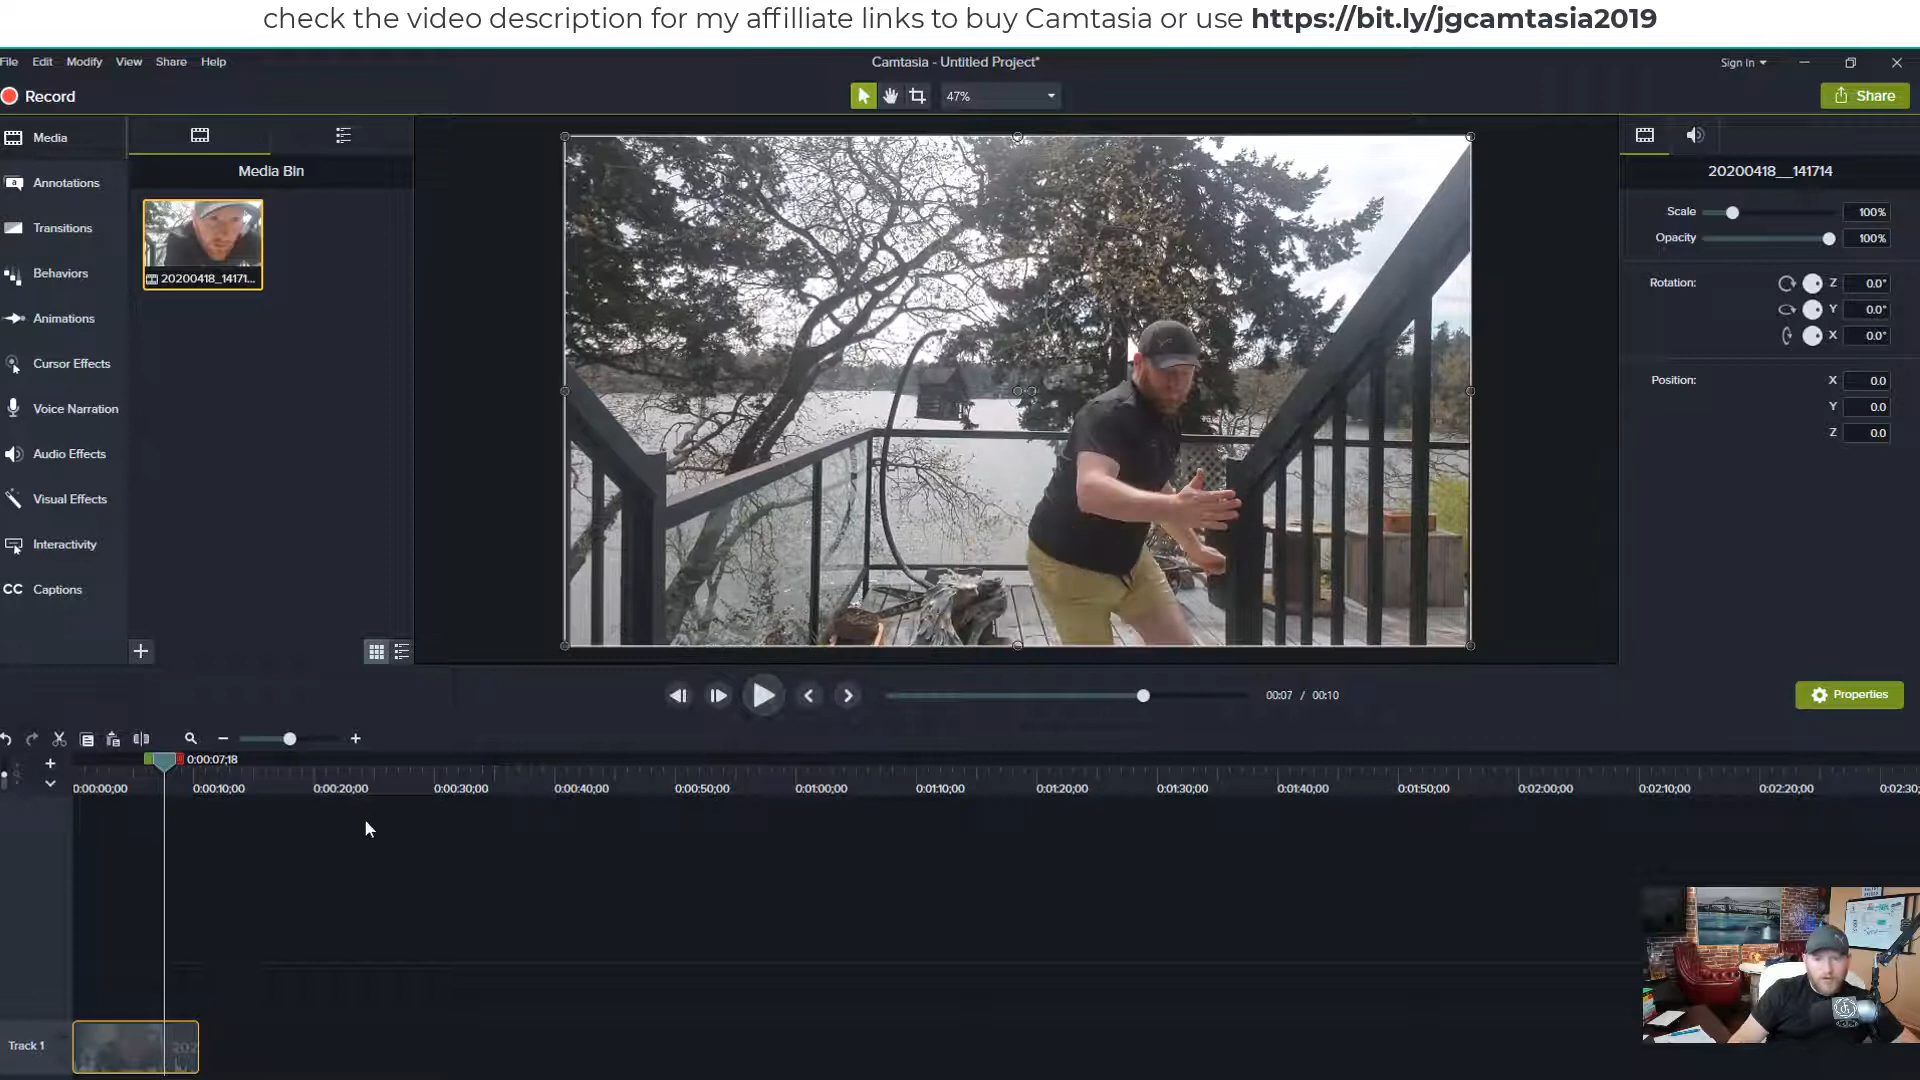 check the video description for my affilliate links to buy Camtasia or use https://bit.ly/jgcamtasia2019
File Edit Modify View Share Help
Camtasia - Untitled Project*
Sign In
Record
47%
Share
Media
Annotations
Transitions
Behaviors
Animations
Cursor Effects
Voice Narration
Audio Effects
Visual Effects
Interactivity
CC Captions
Media Bin
20200418_14171...
20200418__141714
Scale 100%
Opacity 100%
Rotation: Z 0.0°
Y 0.0°
X 0.0°
Position: X 0.0
Y 0.0
Z 0.0
00:07 / 00:10
Properties
0:00:07;18
0:00:00;00 0:00:10;00 0:00:20;00 0:00:30;00 0:00:40;00 0:00:50;00 0:01:00;00 0:01:10;00 0:01:20;00 0:01:30;00 0:01:40;00 0:01:50;00 0:02:00;00 0:02:10;00 0:02:20;00 0:02:30;
Track 1
202